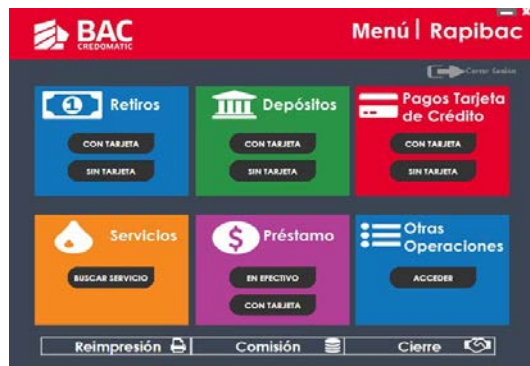 BAC
CREDOMATIC
Menú | Rapibac
Cerrar Sesión
1 Retiros
CON TARJETA
SIN TARJETA
Depósitos
CON TARJETA
SIN TARJETA
Pagos Tarjeta
de Crédito
CON TARJETA
SIN TARJETA
Servicios
BUSCAR SERVICIO
$ Préstamo
EN EFECTIVO
CON TARJETA
Otras
Operaciones
ACCEDER
Reimpresión
Comisión
Cierre